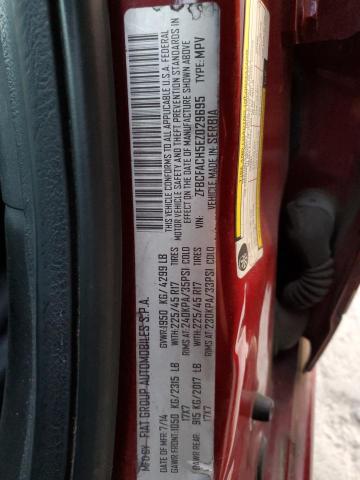 MFD BY:-FIAT GROUP AUTOMOBILES S.P.A.
DATE OF MFR 7/14 GVWR:1950 KG/4299 LB
GAWR FRONT:1050 KG/2315 LB WITH:225/45 R17 TIRES
17X7 RIMS AT:240KPA/35PSI COLD
GAWR REAR: 915 KG/2017 LB WITH:225/45 R17 TIRES
17X7 RIMS AT:220KPA/33PSI COLD
THIS VEHICLE CONFORMS TO ALL APPLICABLE U.S.A. FEDERAL
MOTOR VEHICLE SAFETY AND THEFT PREVENTION STANDARDS IN
EFFECT ON THE DATE OF MANUFACTURE SHOWN ABOVE.
VIN: ZFBCFACH5EZ029695 TYPE:MPV
VEHICLE MADE IN SERBIA